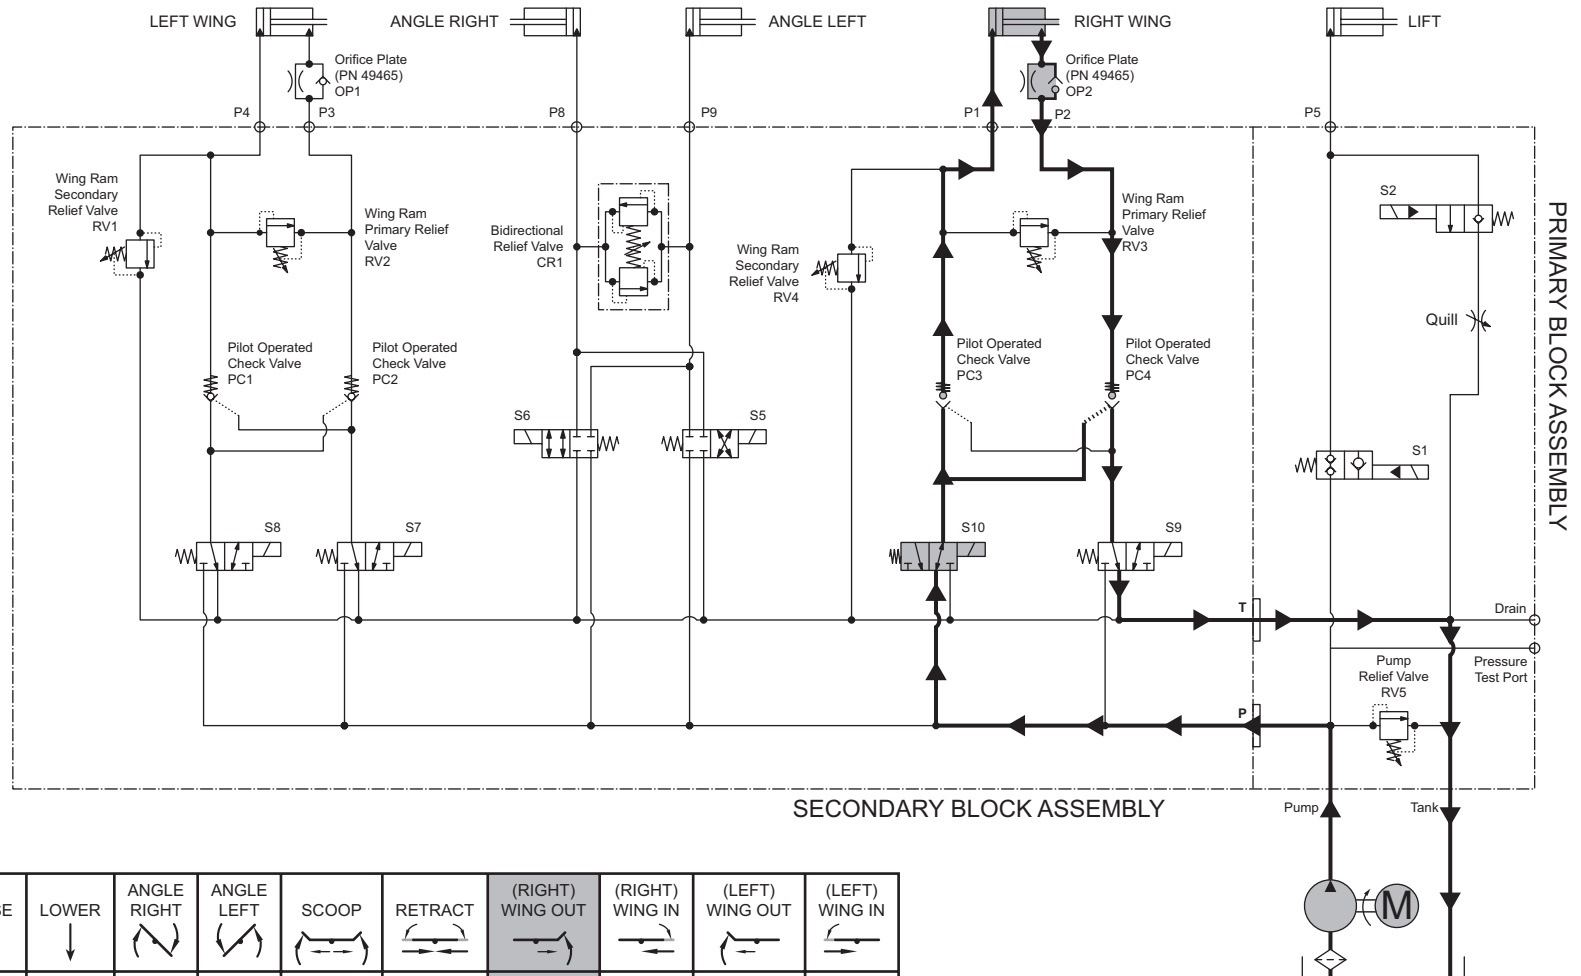 LEFT WING
ANGLE RIGHT
ANGLE LEFT
RIGHT WING
LIFT
Orifice Plate
(PN 49465)
OP1
Orifice Plate
(PN 49465)
OP2
P4
P3
P8
P9
P1
P2
P5
Wing Ram
Secondary
Relief Valve
RV1
Wing Ram
Primary Relief
Valve
RV2
Bidirectional
Relief Valve
CR1
Wing Ram
Secondary
Relief Valve
RV4
Wing Ram
Primary Relief
Valve
RV3
S2
PRIMARY BLOCK ASSEMBLY
Quill
Pilot Operated
Check Valve
PC1
Pilot Operated
Check Valve
PC2
Pilot Operated
Check Valve
PC3
Pilot Operated
Check Valve
PC4
S6
S5
S1
S8
S7
S10
S9
T
Drain
Pump
Relief Valve
RV5
Pressure
Test Port
P
SECONDARY BLOCK ASSEMBLY
Pump
Tank
M
E
LOWER
ANGLE
RIGHT
ANGLE
LEFT
SCOOP
RETRACT
(RIGHT)
WING OUT
(RIGHT)
WING IN
(LEFT)
WING OUT
(LEFT)
WING IN